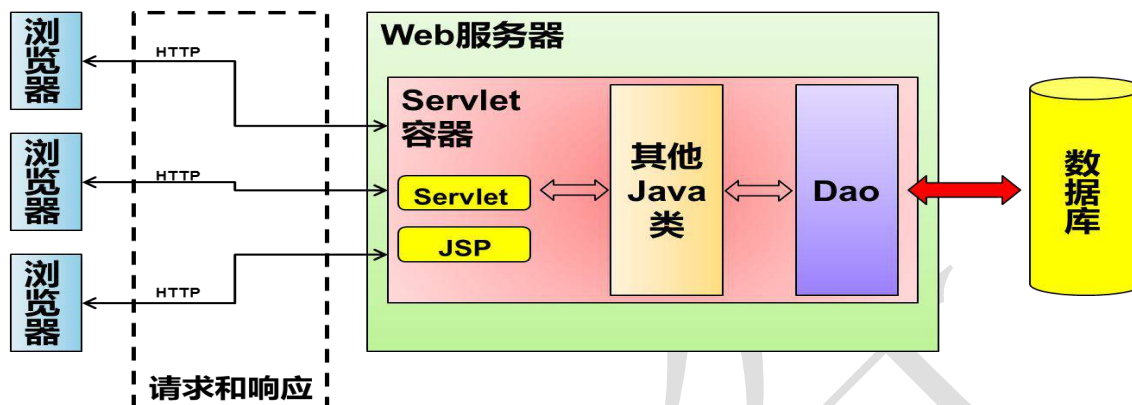 浏览器
HTTP
浏览器
HTTP
浏览器
HTTP
请求和响应
Web服务器
Servlet
容器
Servlet
JSP
其他
Java
类
Dao
数据库